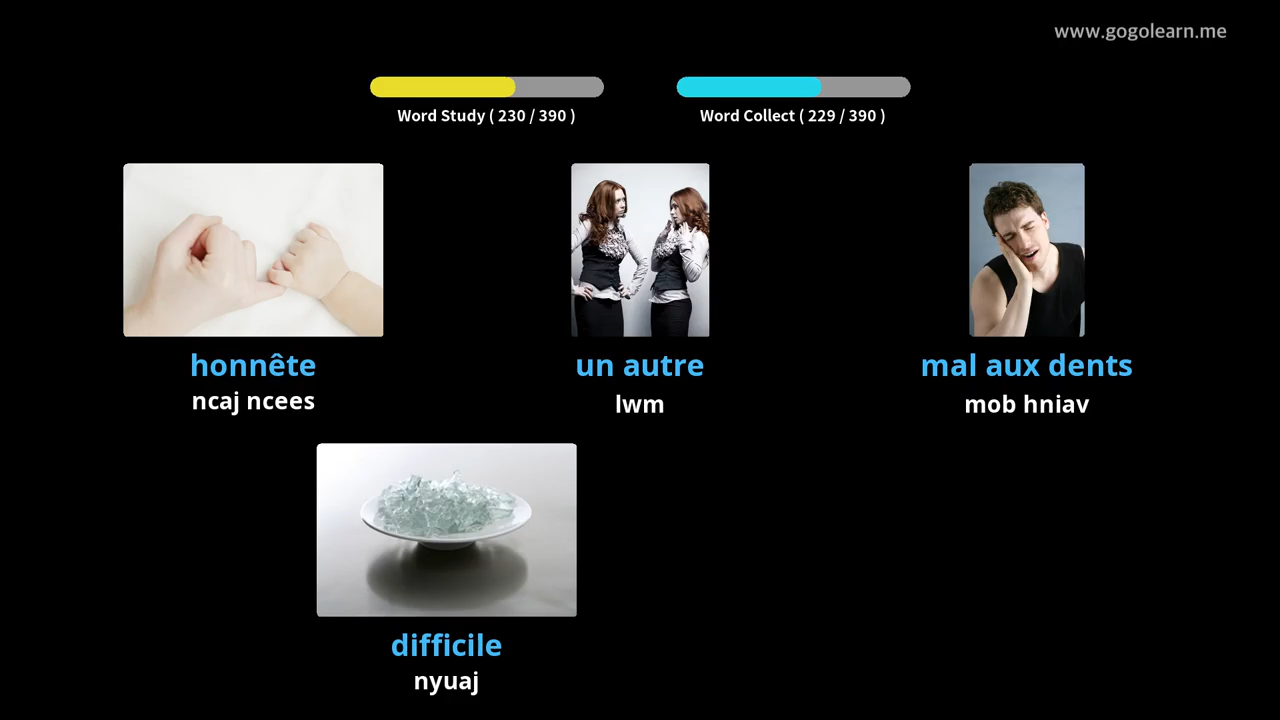 www.gogolearn.me
Word Study ( 230 / 390 )
Word Collect ( 229 / 390 )
honnête
ncaj ncees
un autre
lwm
mal aux dents
mob hniav
difficile
nyuaj